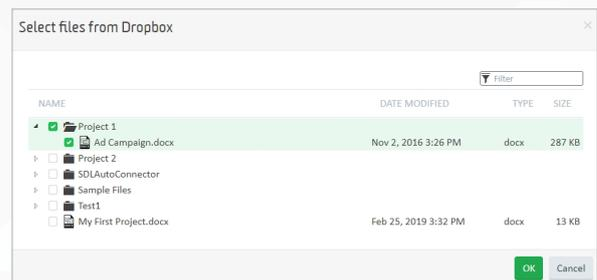 Select files from Dropbox
Filter
NAME DATE MODIFIED TYPE SIZE
Project 1
Ad Campaign.docx Nov 2, 2016 3:26 PM docx 287 KB
Project 2
SDLAutoConnector
Sample Files
Test1
My First Project.docx Feb 25, 2019 3:32 PM docx 13 KB
OK Cancel